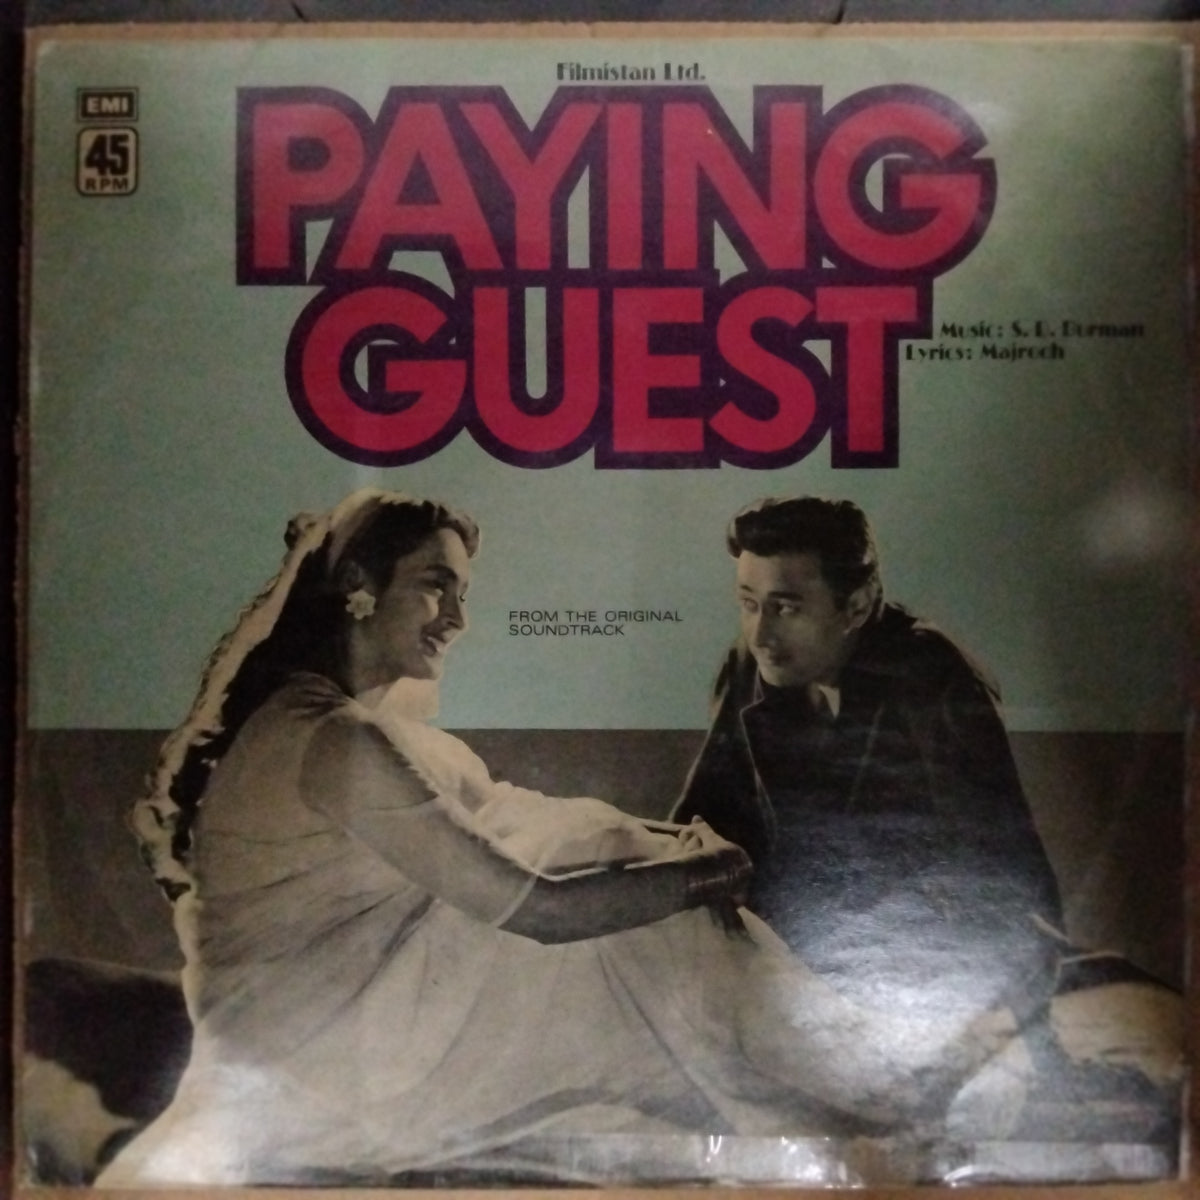 Filmistan Ltd.
EMI
45
RPM
PAYING
GUEST
Music: S. D. Burman
Lyrics: Majrooh
FROM THE ORIGINAL
SOUNDTRACK